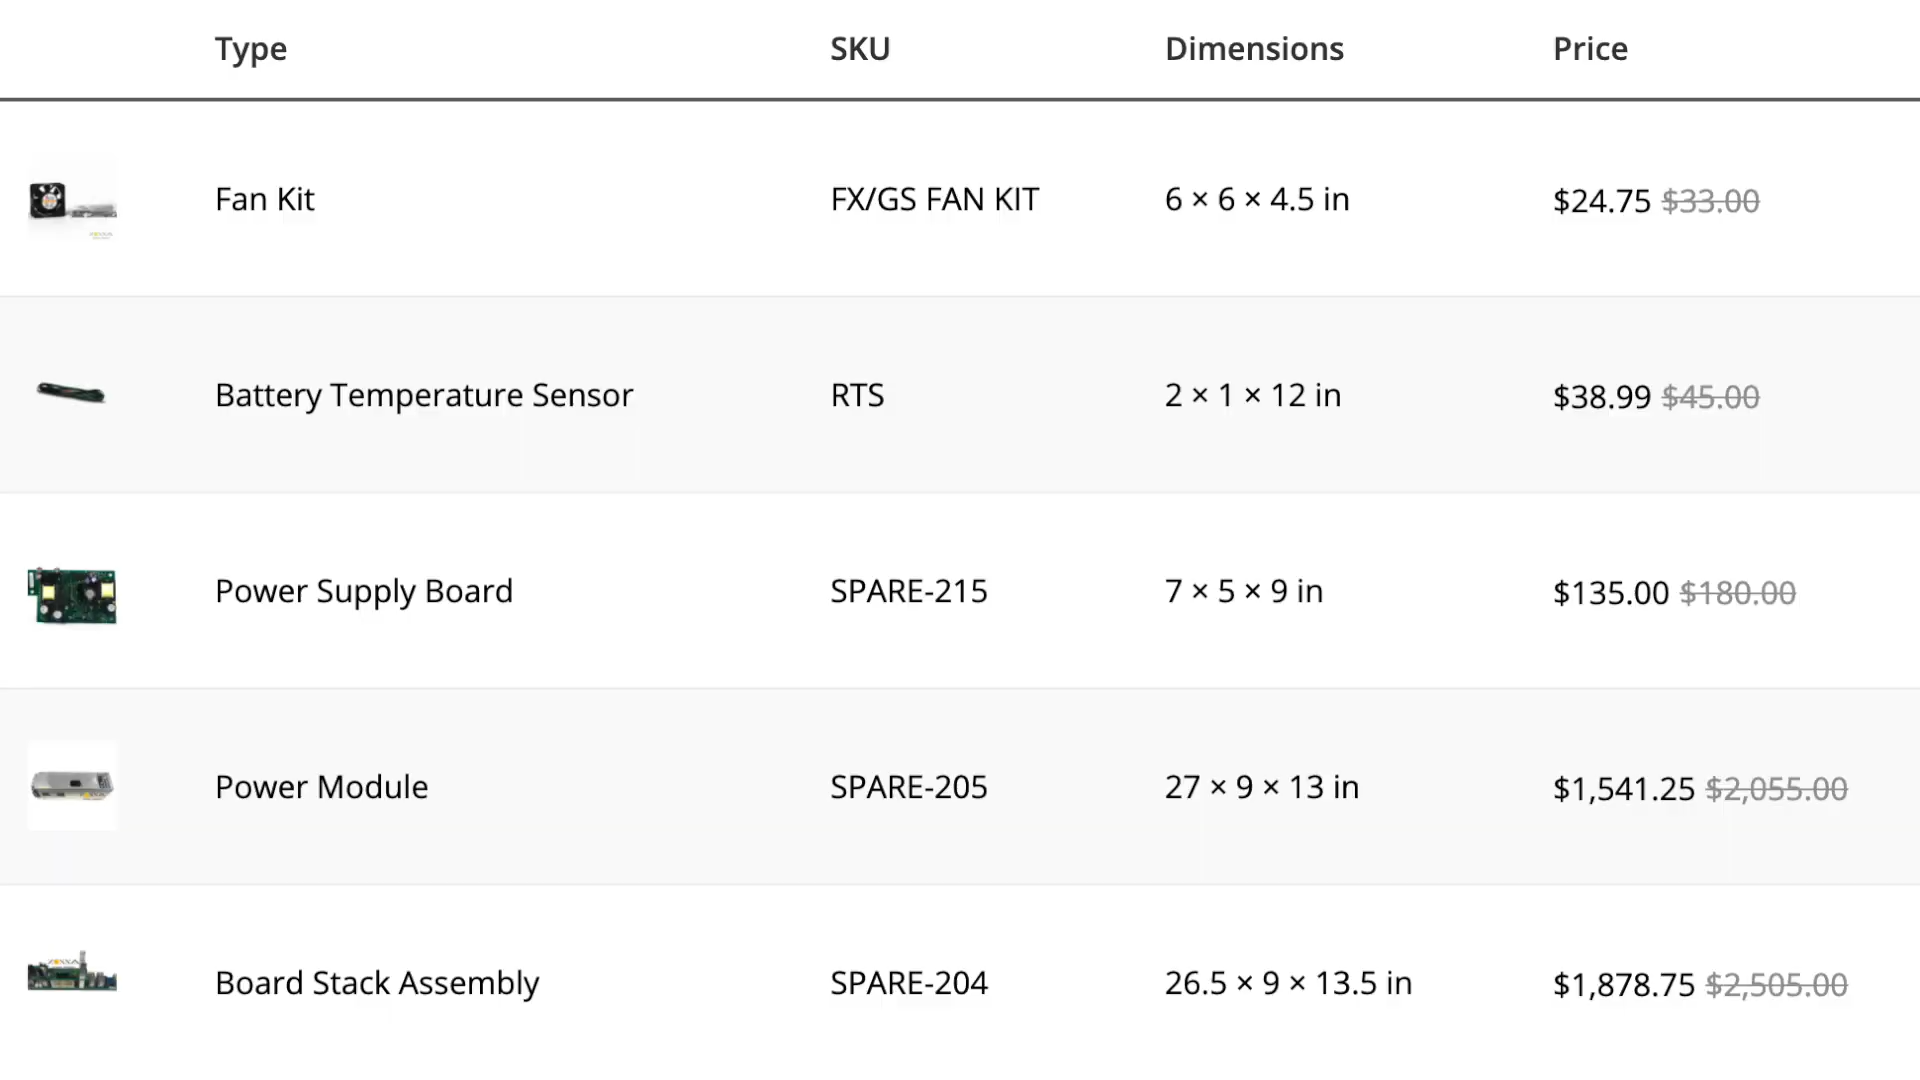 Type SKU Dimensions Price
Fan Kit FX/GS FAN KIT 6 × 6 × 4.5 in $24.75 $33.00
Battery Temperature Sensor RTS 2 × 1 × 12 in $38.99 $45.00
Power Supply Board SPARE-215 7 × 5 × 9 in $135.00 $180.00
Power Module SPARE-205 27 × 9 × 13 in $1,541.25 $2,055.00
Board Stack Assembly SPARE-204 26.5 × 9 × 13.5 in $1,878.75 $2,505.00